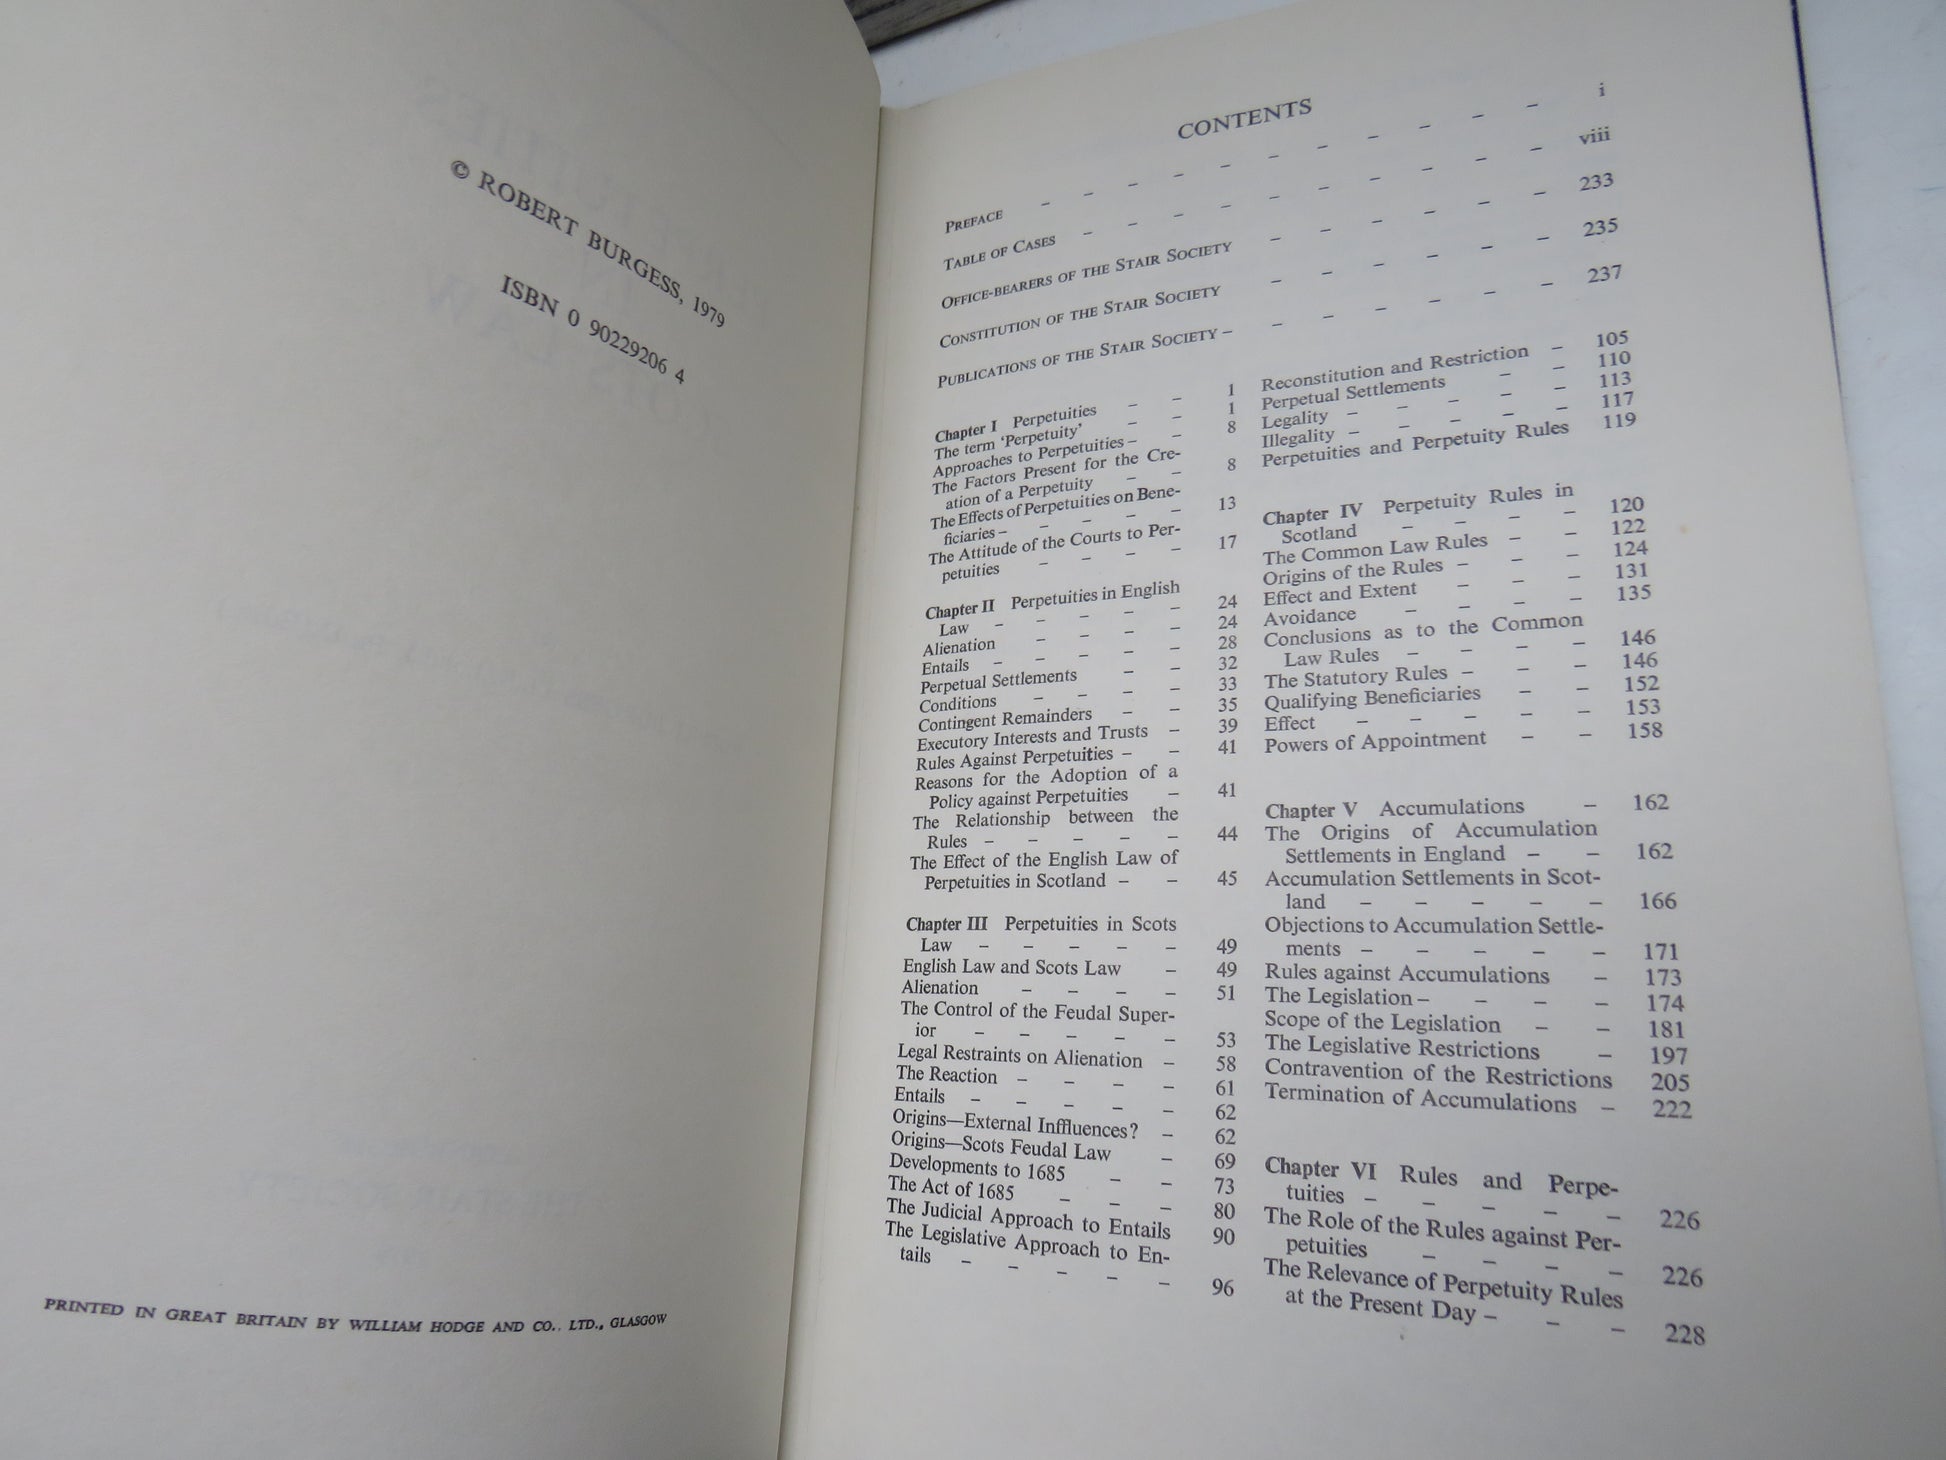 © ROBERT BURGESS, 1979
ISBN 0 90229206 4
PRINTED IN GREAT BRITAIN BY WILLIAM HODGE AND CO., LTD., GLASGOW
CONTENTS
PREFACE – – – – – – – – – – – i
TABLE OF CASES – – – – – – – – – – viii
OFFICE-BEARERS OF THE STAIR SOCIETY – – – – – – 233
CONSTITUTION OF THE STAIR SOCIETY – – – – – – 235
PUBLICATIONS OF THE STAIR SOCIETY – – – – – – – 237
Chapter I Perpetuities – – 1
The term 'Perpetuity' – – 1
Approaches to Perpetuities – – 8
The Factors Present for the Cre-
ation of a Perpetuity – – 8
The Effects of Perpetuities on Bene-
ficiaries – – – – – 13
The Attitude of the Courts to Per-
petuities – – – – 17
Chapter II Perpetuities in English
Law – – – – – 24
Alienation – – – – 24
Entails – – – – – 28
Perpetual Settlements – – 32
Conditions – – – – 33
Contingent Remainders – – 35
Executory Interests and Trusts – 39
Rules Against Perpetuities – – 41
Reasons for the Adoption of a
Policy against Perpetuities – 41
The Relationship between the
Rules – – – – – 44
The Effect of the English Law of
Perpetuities in Scotland – – 45
Chapter III Perpetuities in Scots
Law – – – – – 49
English Law and Scots Law – 49
Alienation – – – – 51
The Control of the Feudal Super-
ior – – – – – 53
Legal Restraints on Alienation – 58
The Reaction – – – – 61
Entails – – – – – 62
Origins—External Inffluences? – 62
Origins—Scots Feudal Law – 69
Developments to 1685 – – 73
The Act of 1685 – – – 80
The Judicial Approach to Entails 90
The Legislative Approach to En-
tails – – – – – 96
Reconstitution and Restriction – 105
Perpetual Settlements – – 110
Legality – – – – – 113
Illegality – – – – – 117
Perpetuities and Perpetuity Rules 119
Chapter IV Perpetuity Rules in
Scotland – – – – 120
The Common Law Rules – – 122
Origins of the Rules – – – 124
Effect and Extent – – – 131
Avoidance – – – – 135
Conclusions as to the Common
Law Rules – – – – 146
The Statutory Rules – – – 146
Qualifying Beneficiaries – – 152
Effect – – – – – 153
Powers of Appointment – – 158
Chapter V Accumulations – 162
The Origins of Accumulation
Settlements in England – – 162
Accumulation Settlements in Scot-
land – – – – – 166
Objections to Accumulation Settle-
ments – – – – – 171
Rules against Accumulations – 173
The Legislation – – – – 174
Scope of the Legislation – – 181
The Legislative Restrictions – 197
Contravention of the Restrictions 205
Termination of Accumulations – 222
Chapter VI Rules and Perpe-
tuities – – – – – 226
The Role of the Rules against Per-
petuities – – – – 226
The Relevance of Perpetuity Rules
at the Present Day – – – 228